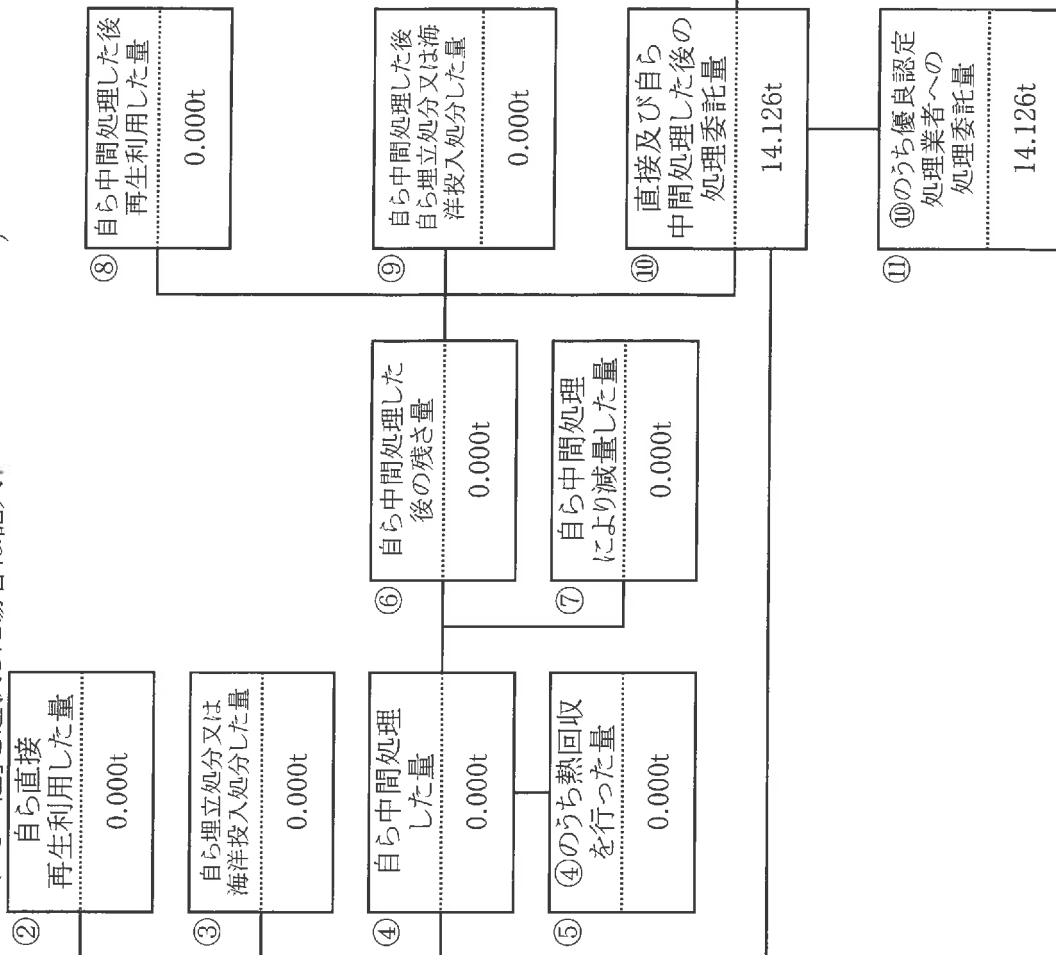 ②
自ら直接
再生利用した量
0.000t
③
自ら埋立処分又は
海洋投入処分した量
0.000t
④
自ら中間処理
した量
0.000t
⑤
④のうち熱回収
を行った量
0.000t
⑥
自ら中間処理した
後の残さ量
0.000t
⑦
自ら中間処理
により減量した量
0.000t
⑧
自ら中間処理した後
再生利用した量
0.000t
⑨
自ら中間処理した後
自ら埋立処分又は海
洋投入処分した量
0.000t
⑩
直接及び自ら
中間処理した後の
処理委託量
14.126t
⑪
⑩のうち優良認定
処理業者への
処理委託量
14.126t